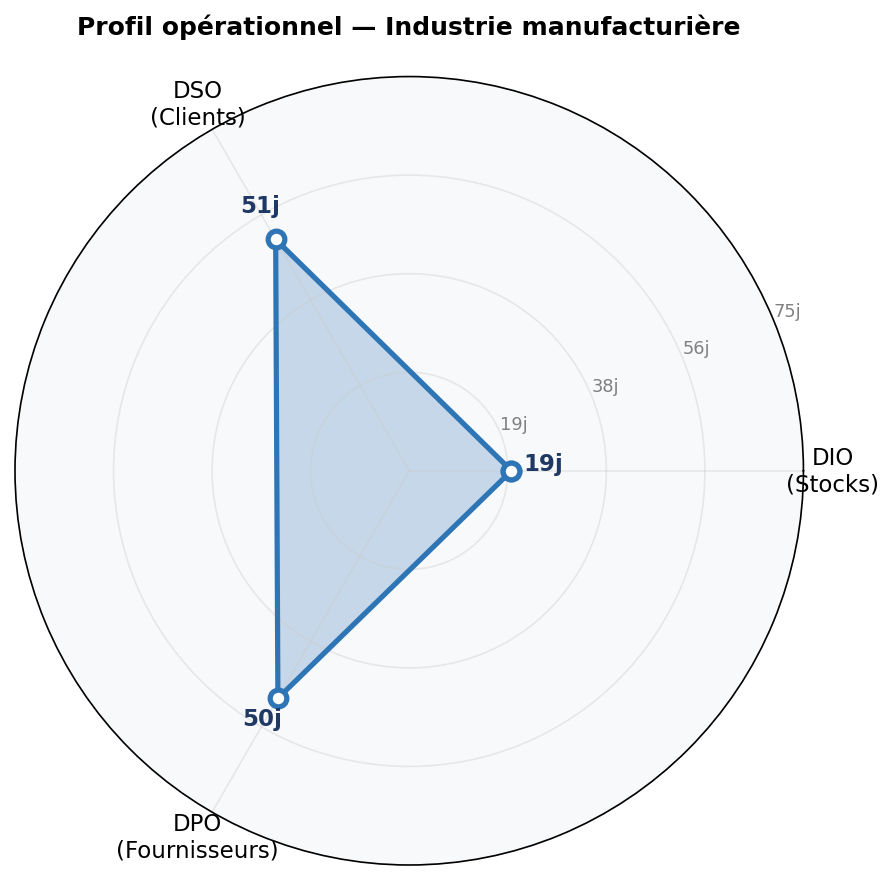 Profil opérationnel — Industrie manufacturière
DSO
(Clients)
51j
75j
56j
38j
19j
19j
DIO
(Stocks)
50j
DPO
(Fournisseurs)